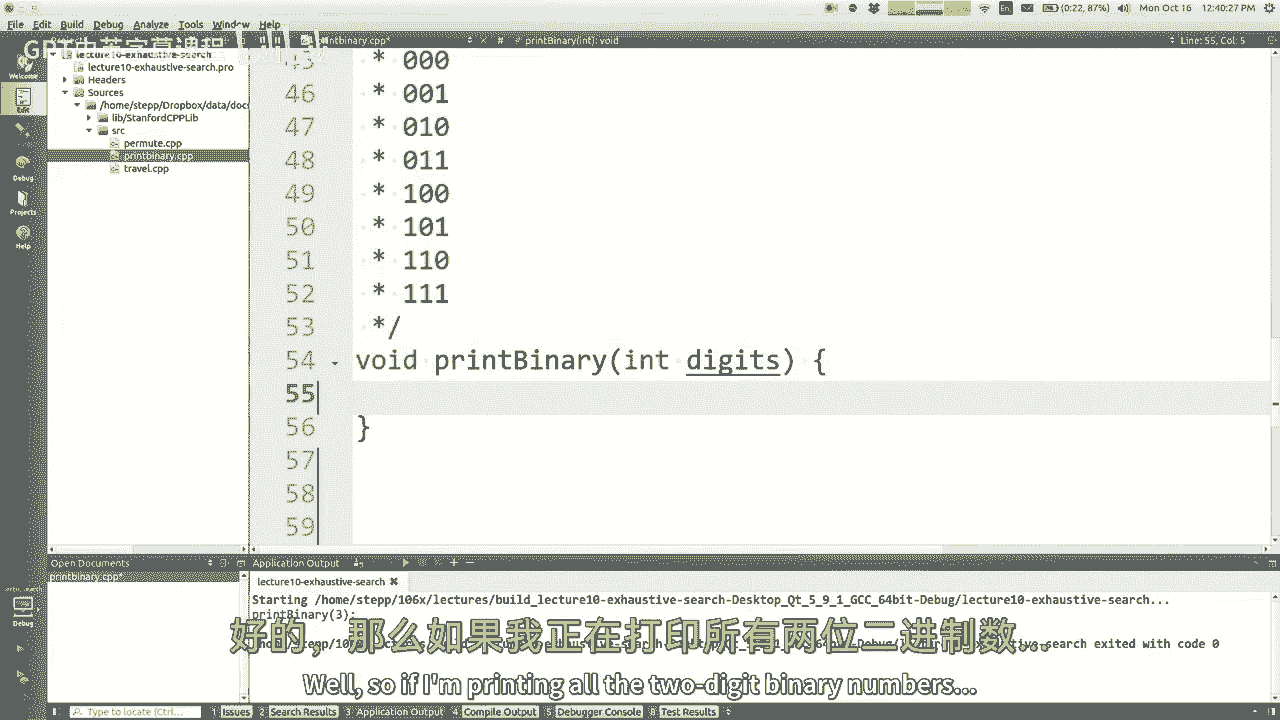 (0:22, 87%) Mon Oct 16 12:40:27 PM
File Edit Build Debug Analyze Tools Window Help
GPT中英字幕课程
printbinary.cpp* # printBinary(int): void Line: 55, Col: 5
Welcome
Edit
Debug
Projects
Help
lecture10-exhaustive-search
lecture10-exhaustive-search.pro
Headers
Sources
/home/stepp/Dropbox/data/docs
lib/StanfordCPPLib
src
permute.cpp
printbinary.cpp
travel.cpp
* 000
46 * 001
47 * 010
48 * 011
49 * 100
50 * 101
51 * 110
52 * 111
53 */
54 void printBinary(int digits) {
55
56 }
57
58
59
Open Documents
printbinary.cpp*
Application Output
lecture10-exhaustive-search
Starting /home/stepp/106x/lectures/build_lecture10-exhaustive-search-Desktop_Qt_5_9_1_GCC_64bit-Debug/lecture10-exhaustive-search...
printBinary(3):
exited with code 0
好的，那么如果我正在打印所有两位二进制数...
Well, so if I'm printing all the two-digit binary numbers...
Debug
Type to locate (Ctrl...
1 Issues 2 Search Results 3 Application Output 4 Compile Output 5 Debugger Console 8 Test Results